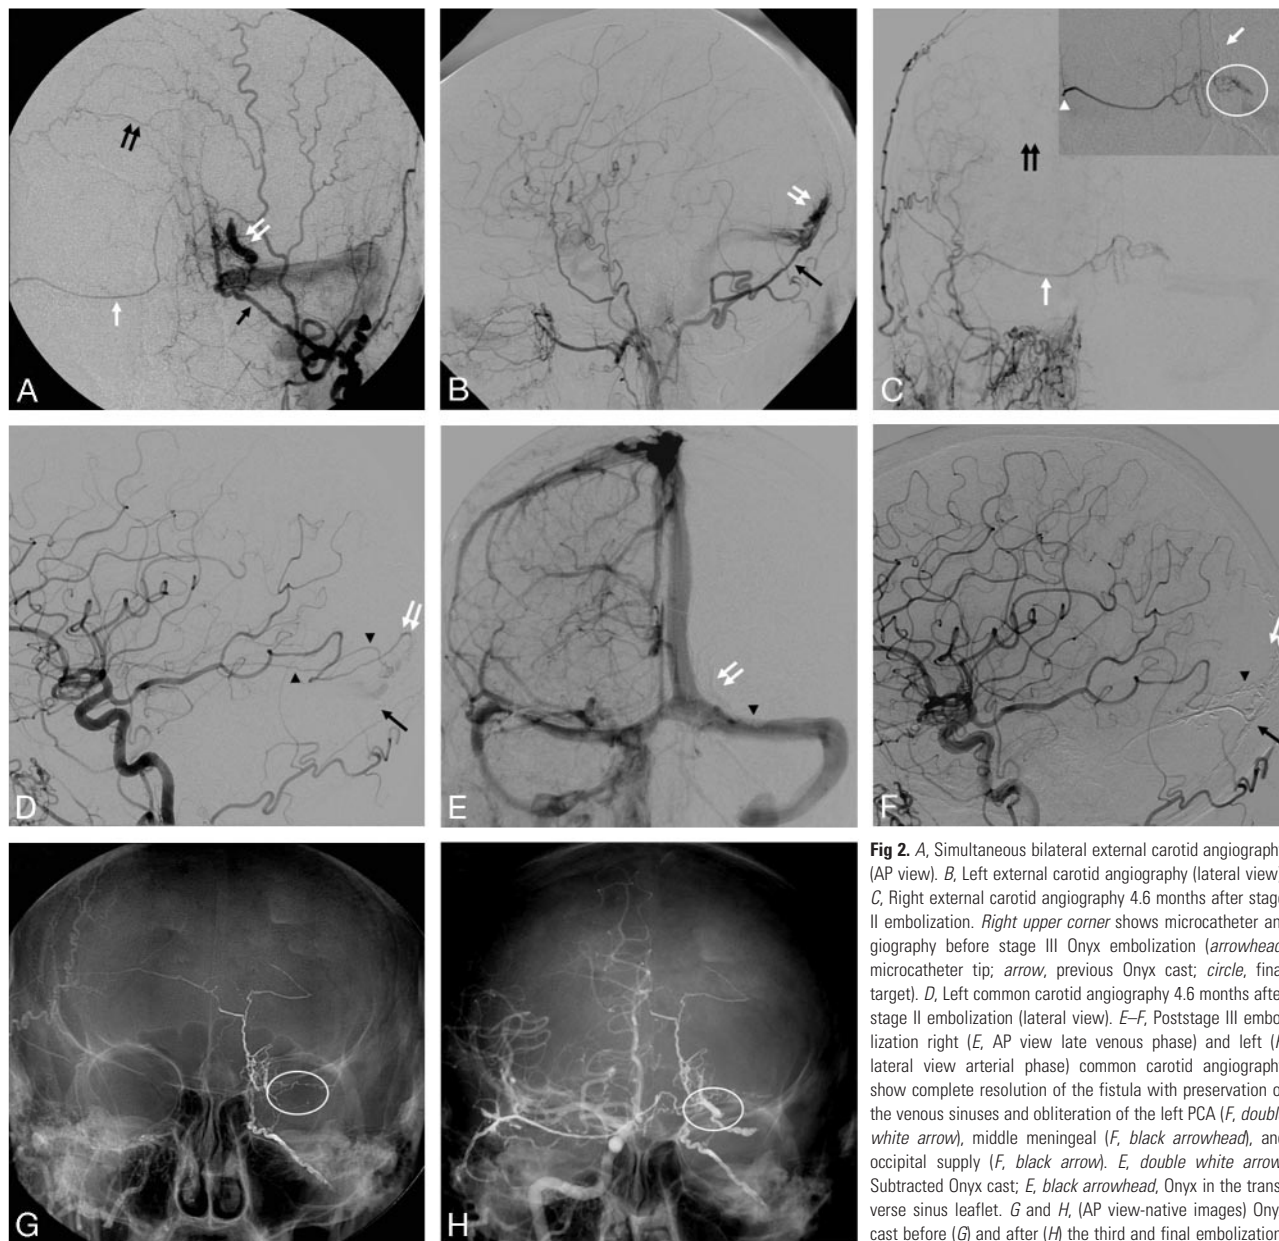 A
B
C
D
E
F
G
H
Fig 2. A, Simultaneous bilateral external carotid angiograph
(AP view). B, Left external carotid angiography (lateral view
C, Right external carotid angiography 4.6 months after stag
II embolization. Right upper corner shows microcatheter an-
giography before stage III Onyx embolization (arrowhead
microcatheter tip; arrow, previous Onyx cast; circle, fina
target). D, Left common carotid angiography 4.6 months afte
stage II embolization (lateral view). E–F, Poststage III embo
lization right (E, AP view late venous phase) and left (
lateral view arterial phase) common carotid angiograph
show complete resolution of the fistula with preservation o
the venous sinuses and obliteration of the left PCA (F, doubl
white arrow), middle meningeal (F, black arrowhead), an
occipital supply (F, black arrow). E, double white arrow
Subtracted Onyx cast; E, black arrowhead, Onyx in the trans
verse sinus leaflet. G and H, (AP view-native images) Ony
cast before (G) and after (H) the third and final embolization